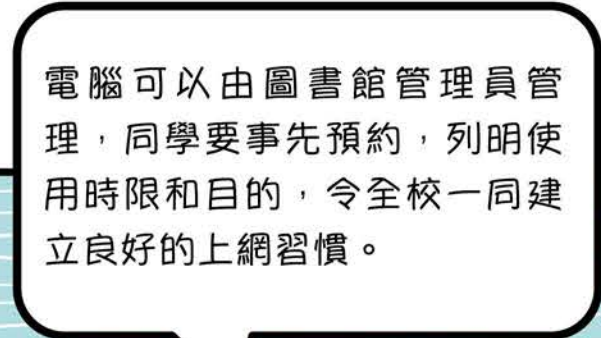 電腦可以由圖書館管理員管
理，同學要事先預約，列明使
用時限和目的，令全校一同建
立良好的上網習慣。